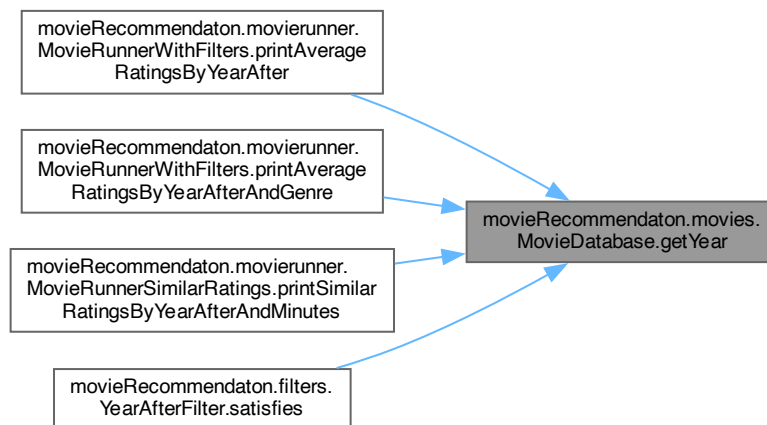 movieRecommendaton.movierunner.
MovieRunnerWithFilters.printAverage
RatingsByYearAfter
movieRecommendaton.movierunner.
MovieRunnerWithFilters.printAverage
RatingsByYearAfterAndGenre
movieRecommendaton.movies.
MovieDatabase.getYear
movieRecommendaton.movierunner.
MovieRunnerSimilarRatings.printSimilar
RatingsByYearAfterAndMinutes
movieRecommendaton.filters.
YearAfterFilter.satisfies